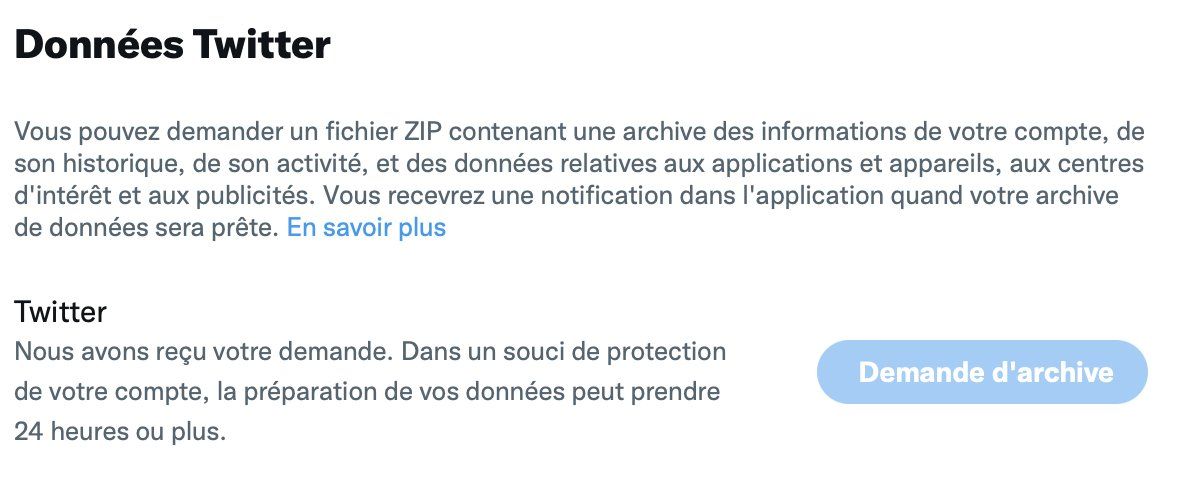 Données Twitter
Vous pouvez demander un fichier ZIP contenant une archive des informations de votre compte, de
son historique, de son activité, et des données relatives aux applications et appareils, aux centres
d'intérêt et aux publicités. Vous recevrez une notification dans l'application quand votre archive
de données sera prête. En savoir plus
Twitter
Nous avons reçu votre demande. Dans un souci de protection
de votre compte, la préparation de vos données peut prendre
24 heures ou plus.
Demande d'archive